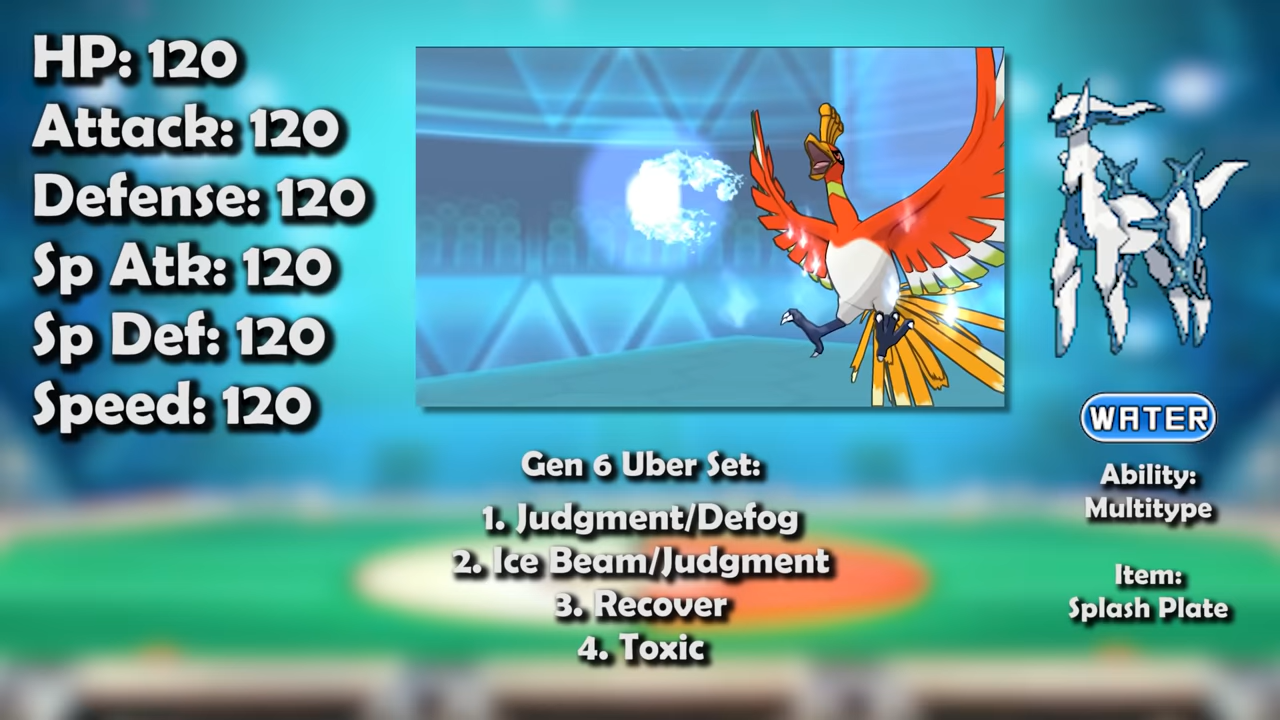 HP: 120
Attack: 120
Defense: 120
Sp Atk: 120
Sp Def: 120
Speed: 120
Gen 6 Uber Set:
1. Judgment/Defog
2. Ice Beam/Judgment
3. Recover
4. Toxic
WATER
Ability:
Multitype
Item:
Splash Plate